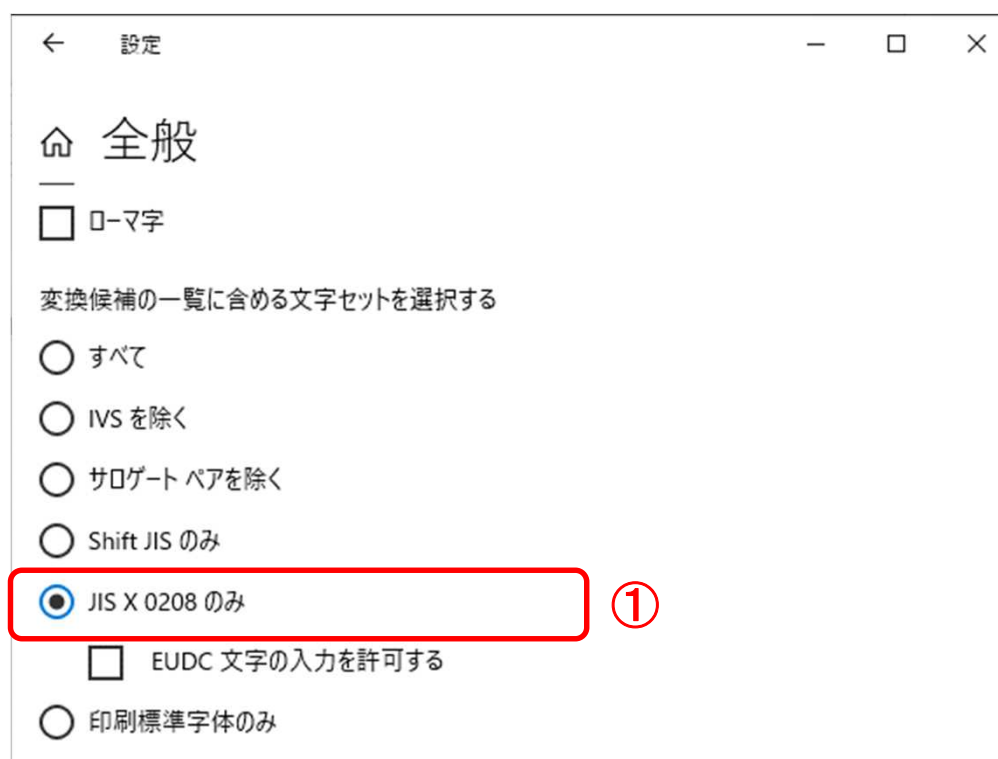 設定
全般
ローマ字
変換候補の一覧に含める文字セットを選択する
すべて
IVS を除く
サロゲート ペアを除く
Shift JIS のみ
JIS X 0208 のみ
①
EUDC 文字の入力を許可する
印刷標準字体のみ